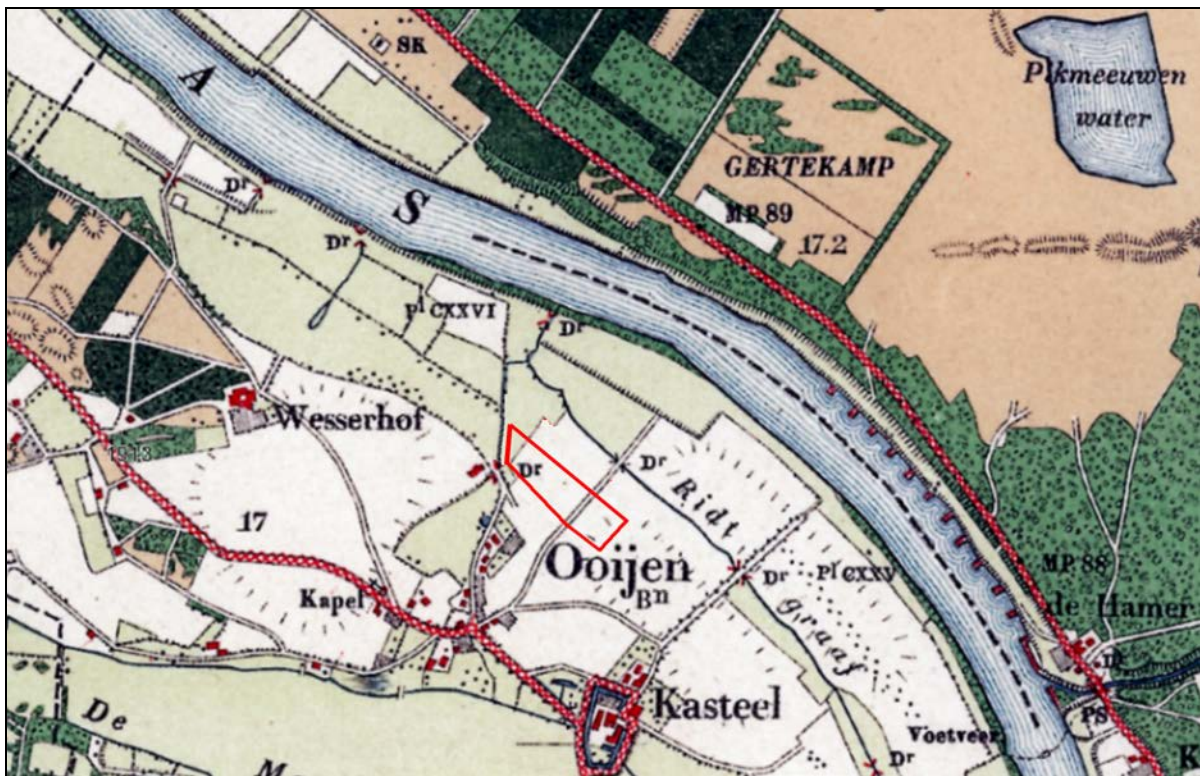 SK
Pikmeeuwen
water
A
S
GERTEKAMP
MP 89
17.2
Dr
Dr
Pl CXXVI
Dr
Wesserhof
1913
Dr
Dr
Ridt
graaf
17
Ooijen
Bn
Dr
Pl CXXV
MP 88
Kapel
de Hamer
Kasteel
PS
Voetveer
De
Dr